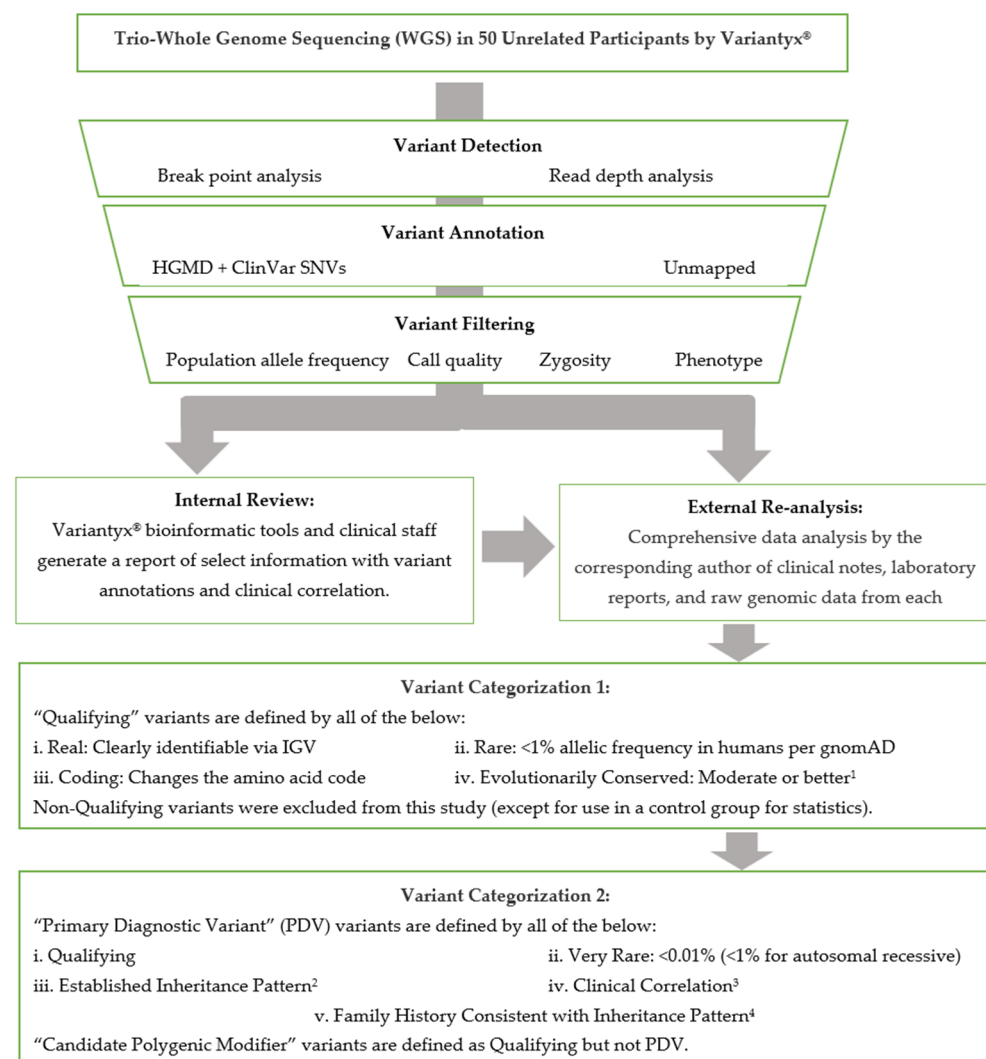 Trio-Whole Genome Sequencing (WGS) in 50 Unrelated Participants by Variantyx®
Variant Detection
Break point analysis Read depth analysis
Variant Annotation
HGMD + ClinVar SNVs Unmapped
Variant Filtering
Population allele frequency Call quality Zygosity Phenotype
Internal Review:
Variantyx® bioinformatic tools and clinical staff
generate a report of select information with variant
annotations and clinical correlation.
External Re-analysis:
Comprehensive data analysis by the
corresponding author of clinical notes, laboratory
reports, and raw genomic data from each
Variant Categorization 1:
“Qualifying” variants are defined by all of the below:
i. Real: Clearly identifiable via IGV ii. Rare: <1% allelic frequency in humans per gnomAD
iii. Coding: Changes the amino acid code iv. Evolutionarily Conserved: Moderate or better¹
Non-Qualifying variants were excluded from this study (except for use in a control group for statistics).
Variant Categorization 2:
“Primary Diagnostic Variant” (PDV) variants are defined by all of the below:
i. Qualifying ii. Very Rare: <0.01% (<1% for autosomal recessive)
iii. Established Inheritance Pattern² iv. Clinical Correlation³
v. Family History Consistent with Inheritance Pattern⁴
“Candidate Polygenic Modifier” variants are defined as Qualifying but not PDV.